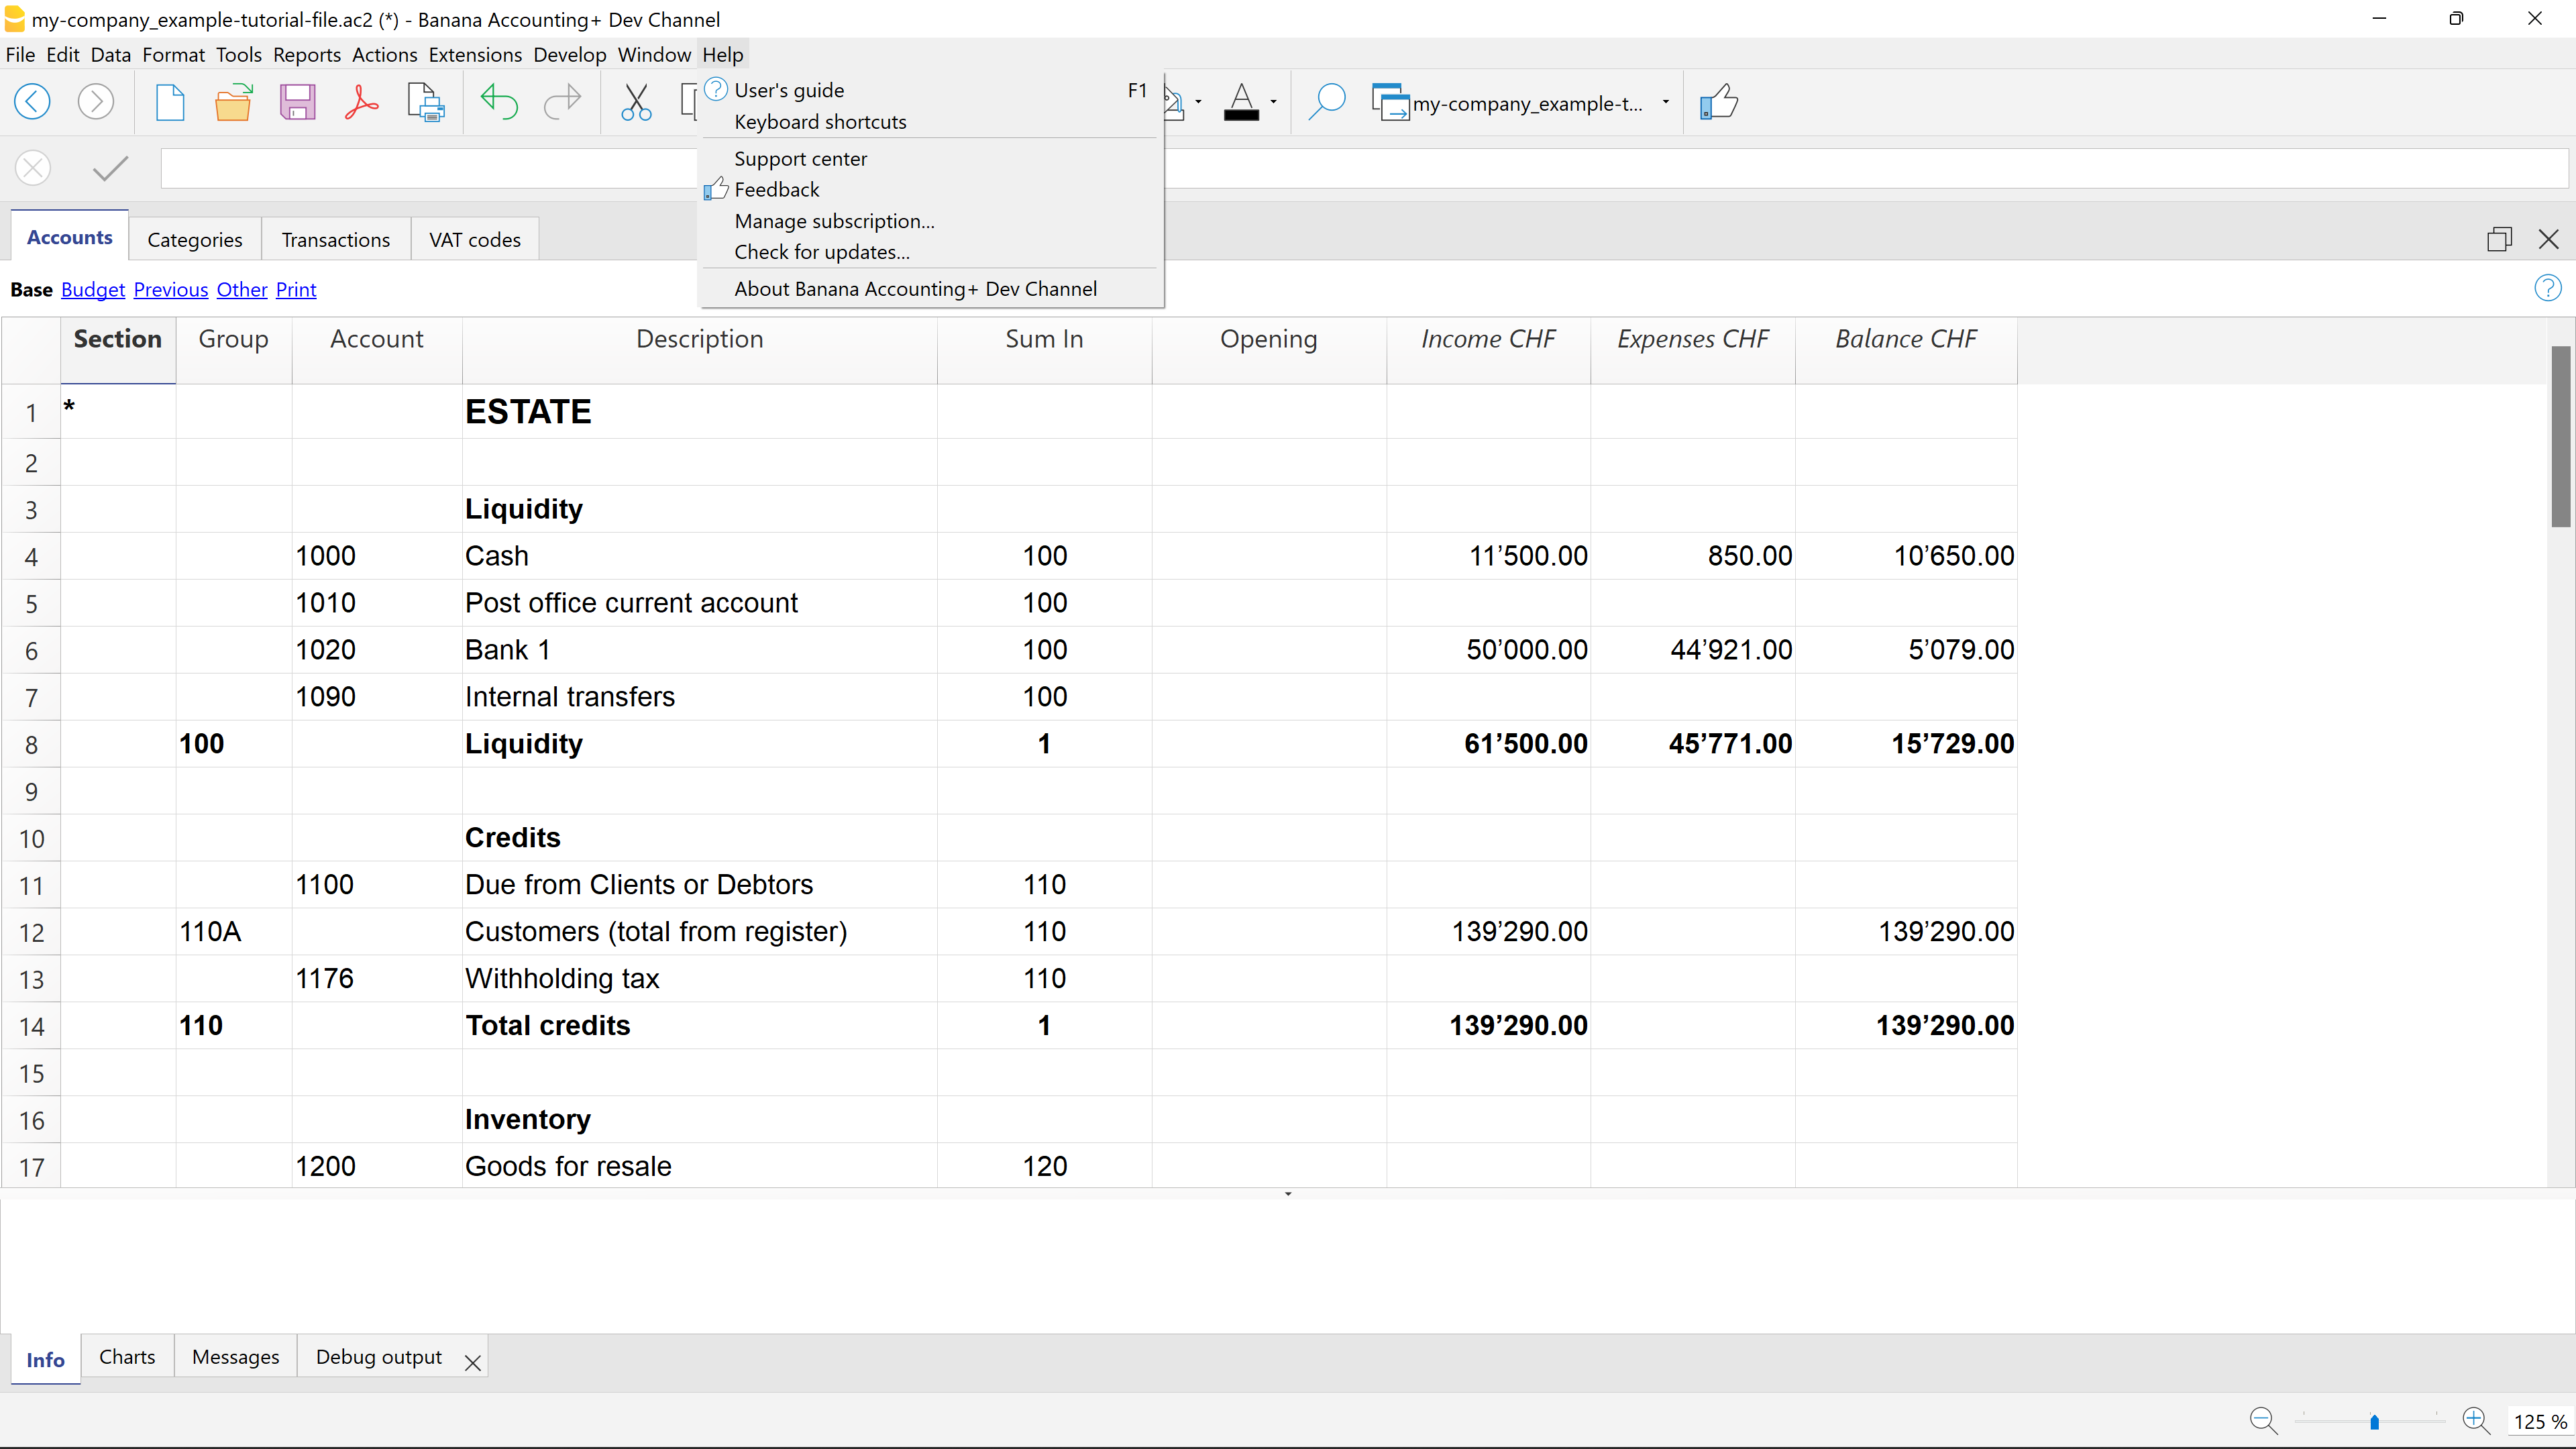 my-company_example-tutorial-file.ac2 (*) - Banana Accounting+ Dev Channel
File Edit Data Format Tools Reports Actions Extensions Develop Window Help
User's guide F1
Keyboard shortcuts
Support center
Feedback
Manage subscription...
Check for updates...
About Banana Accounting+ Dev Channel
A my-company_example-t...
Accounts Categories Transactions VAT codes
Base Budget Previous Other Print ?
Section Group Account Description Sum In Opening Income CHF Expenses CHF Balance CHF
1 * ESTATE
2
3 Liquidity
4 1000 Cash 100 11’500.00 850.00 10’650.00
5 1010 Post office current account 100
6 1020 Bank 1 100 50’000.00 44’921.00 5’079.00
7 1090 Internal transfers 100
8 100 Liquidity 1 61’500.00 45’771.00 15’729.00
9
10 Credits
11 1100 Due from Clients or Debtors 110
12 110A Customers (total from register) 110 139’290.00 139’290.00
13 1176 Withholding tax 110
14 110 Total credits 1 139’290.00 139’290.00
15
16 Inventory
17 1200 Goods for resale 120
Info Charts Messages Debug output
125 %